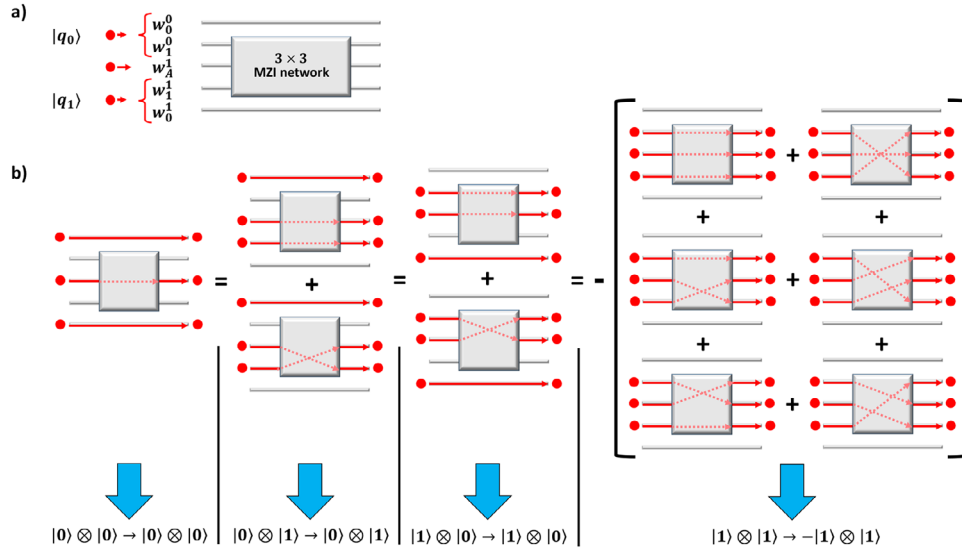 a)
|q₀⟩
w₀⁰
w₁⁰
w_A¹
|q₁⟩
w₁¹
w₀¹
3 × 3
MZI network
b)
+ +
+ +
= + = + = - +
+ +
+
|0⟩ ⊗ |0⟩ → |0⟩ ⊗ |0⟩
|0⟩ ⊗ |1⟩ → |0⟩ ⊗ |1⟩
|1⟩ ⊗ |0⟩ → |1⟩ ⊗ |0⟩
|1⟩ ⊗ |1⟩ → −|1⟩ ⊗ |1⟩